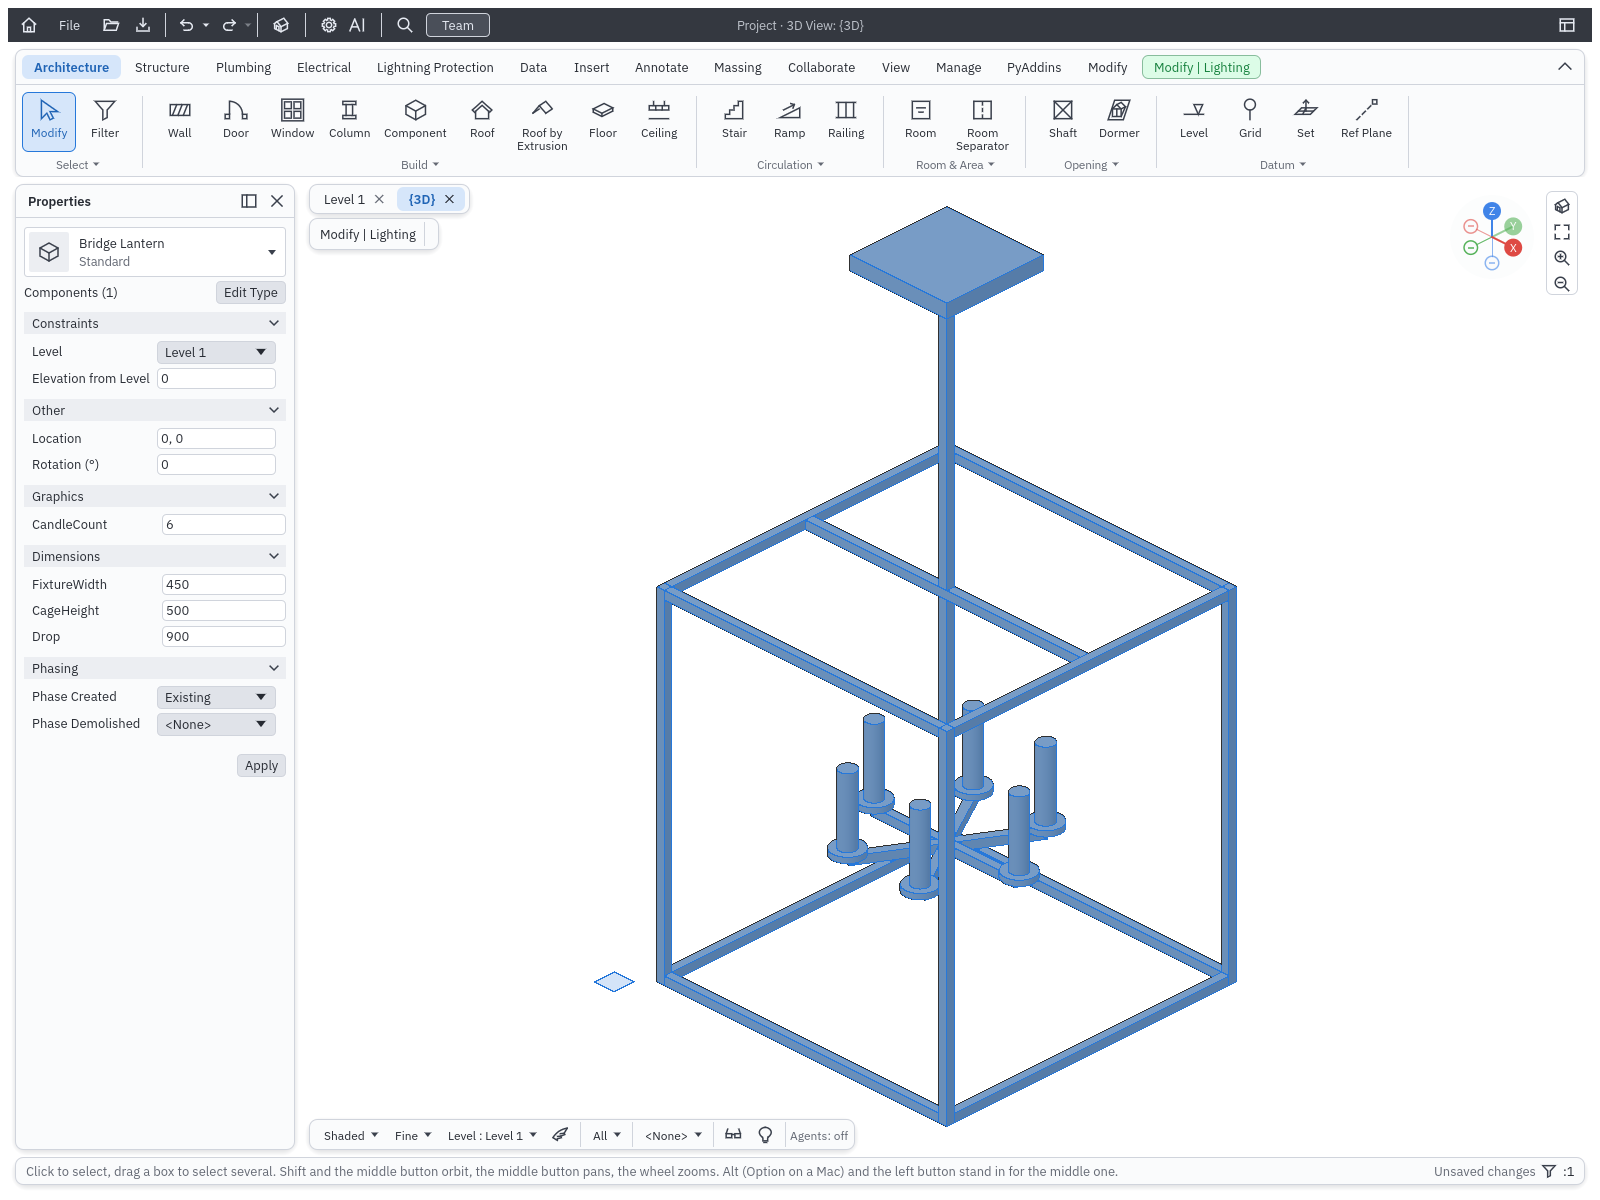 File
AI
Team
Project · 3D View: {3D}
Architecture
Structure
Plumbing
Electrical
Lightning Protection
Data
Insert
Annotate
Massing
Collaborate
View
Manage
PyAddins
Modify
Modify | Lighting
Modify
Filter
Wall
Door
Window
Column
Component
Roof
Roof by
Extrusion
Floor
Ceiling
Stair
Ramp
Railing
Room
Room
Separator
Shaft
Dormer
Level
Grid
Set
Ref Plane
Select
Build
Circulation
Room & Area
Opening
Datum
Properties
Bridge Lantern
Standard
Components (1)
Edit Type
Constraints
Level
Level 1
Elevation from Level
0
Other
Location
0, 0
Rotation (°)
0
Graphics
CandleCount
6
Dimensions
FixtureWidth
450
CageHeight
500
Drop
900
Phasing
Phase Created
Existing
Phase Demolished
<None>
Apply
Level 1
{3D}
Modify | Lighting
Z
Y
X
Shaded
Fine
Level : Level 1
All
<None>
Agents: off
Click to select, drag a box to select several. Shift and the middle button orbit, the middle button pans, the wheel zooms. Alt (Option on a Mac) and the left button stand in for the middle one.
Unsaved changes
:1